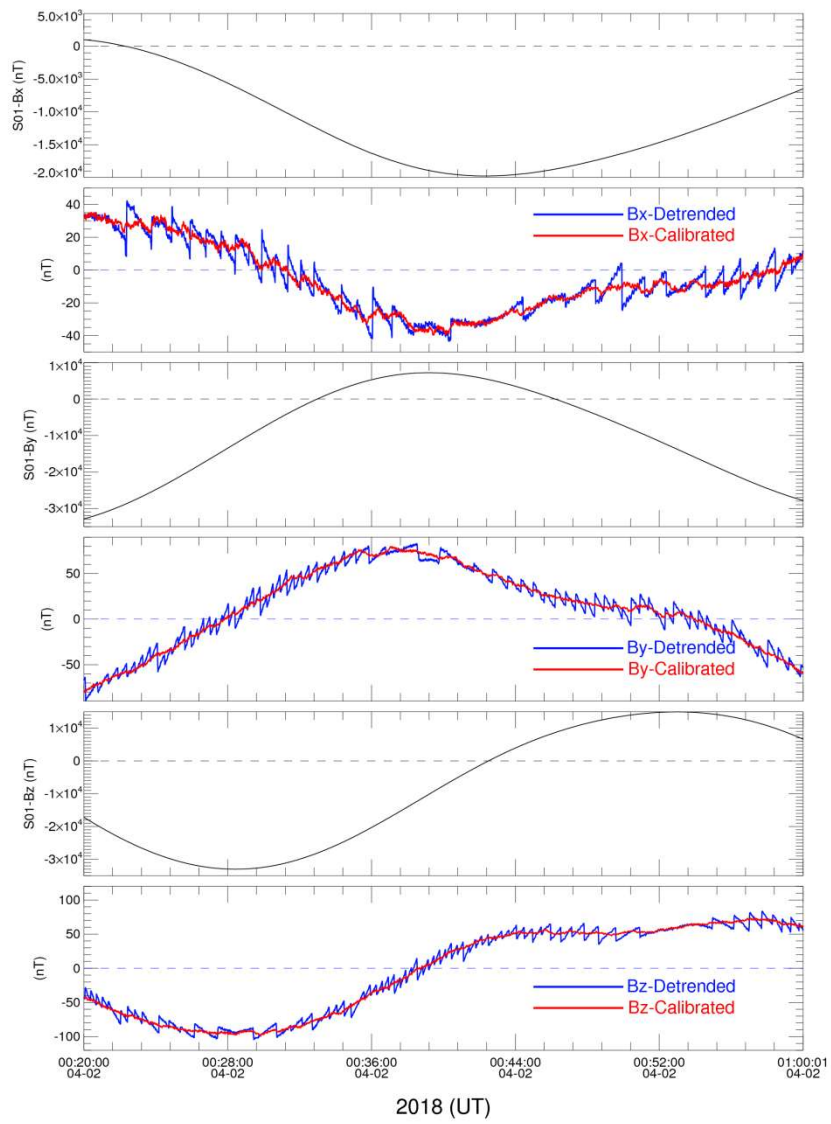 5.0×10³
0
-5.0×10³
-1.0×10⁴
-1.5×10⁴
-2.0×10⁴
S01-Bx (nT)
40
20
0
-20
-40
(nT)
Bx-Detrended
Bx-Calibrated
1×10⁴
0
-1×10⁴
-2×10⁴
-3×10⁴
S01-By (nT)
50
0
-50
(nT)
By-Detrended
By-Calibrated
1×10⁴
0
-1×10⁴
-2×10⁴
-3×10⁴
S01-Bz (nT)
100
50
0
-50
-100
(nT)
Bz-Detrended
Bz-Calibrated
00:20:00 00:28:00 00:36:00 00:44:00 00:52:00 01:00:01
04-02 04-02 04-02 04-02 04-02 04-02
2018 (UT)